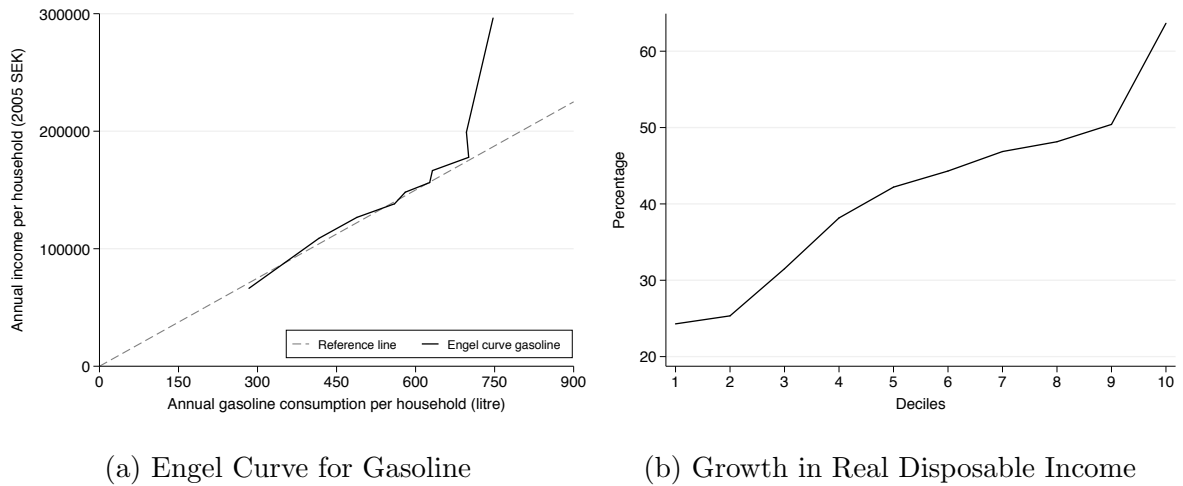 Annual income per household (2005 SEK)
300000
200000
100000
0
0 150 300 450 600 750 900
Reference line Engel curve gasoline
Annual gasoline consumption per household (litre)
(a) Engel Curve for Gasoline
Percentage
60
50
40
30
20
1 2 3 4 5 6 7 8 9 10
Deciles
(b) Growth in Real Disposable Income